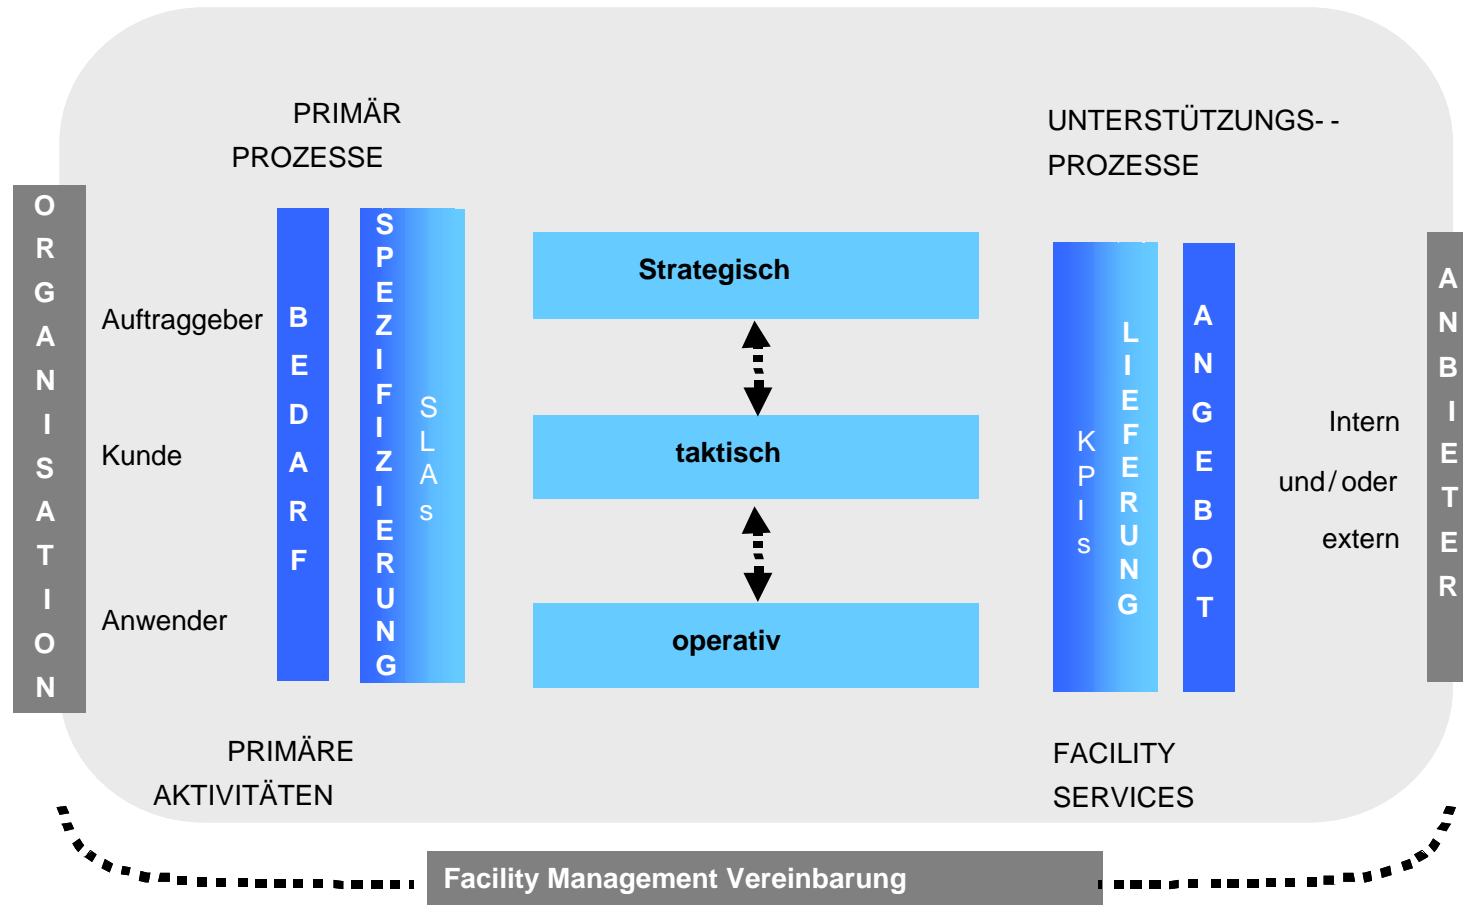 PRIMÄR
PROZESSE
UNTERSTÜTZUNGS- -
PROZESSE
ORGANISATION
Auftraggeber
Kunde
Anwender
BEDARF
SPEZIFIZIERUNG
SLAs
Strategisch
taktisch
operativ
KPIs
LIEFERUNG
ANGEBOT
Intern
und/oder
extern
ANBIETER
PRIMÄRE
AKTIVITÄTEN
FACILITY
SERVICES
Facility Management Vereinbarung